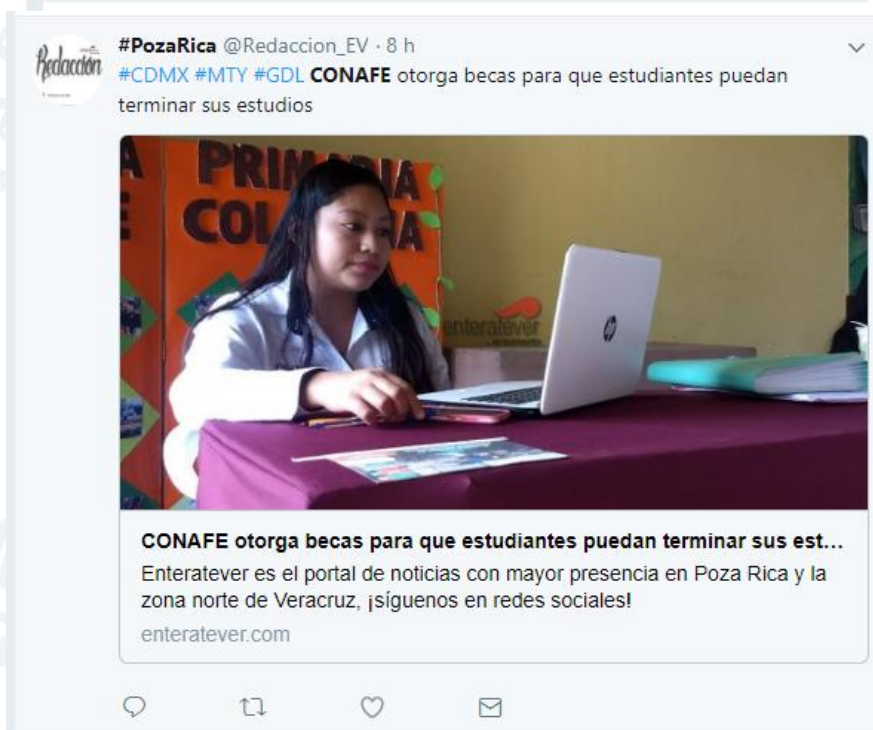 Redacción
#PozaRica @Redaccion_EV · 8 h
#CDMX #MTY #GDL CONAFE otorga becas para que estudiantes puedan
terminar sus estudios
PRIMARIA
COL
enteratever
hp
CONAFE otorga becas para que estudiantes puedan terminar sus est...
Enteratever es el portal de noticias con mayor presencia en Poza Rica y la
zona norte de Veracruz, ¡síguenos en redes sociales!
enteratever.com